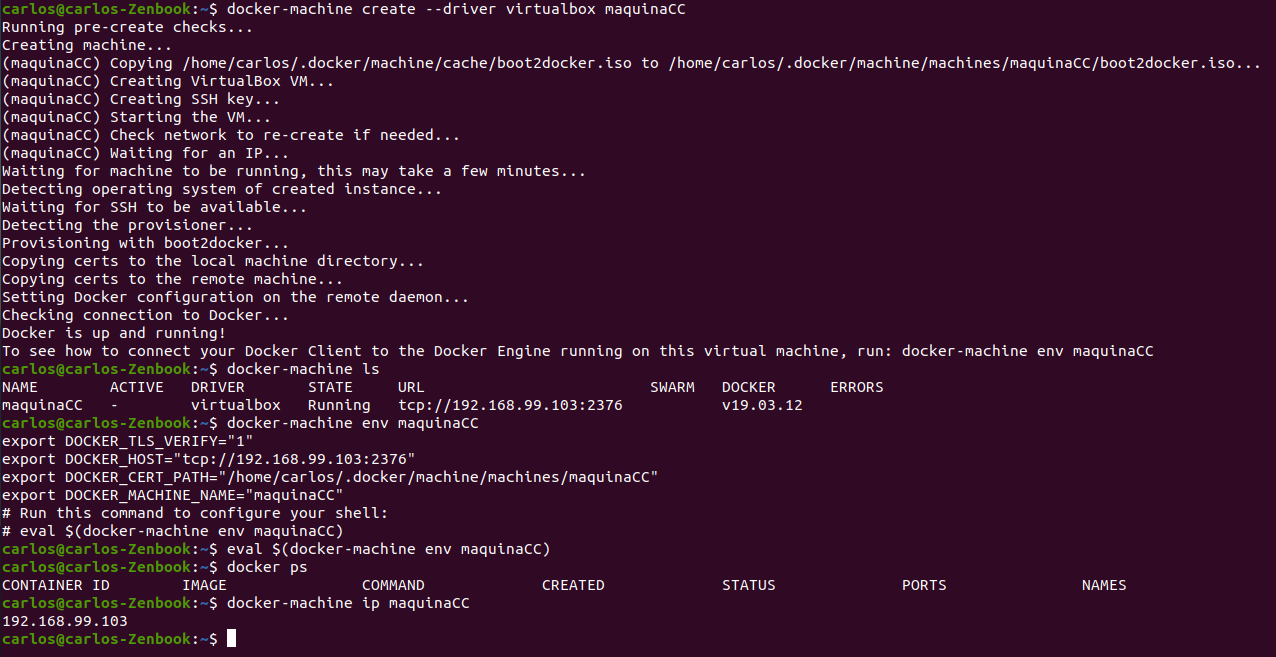 carlos@carlos-Zenbook:~$ docker-machine create --driver virtualbox maquinaCC
Running pre-create checks...
Creating machine...
(maquinaCC) Copying /home/carlos/.docker/machine/cache/boot2docker.iso to /home/carlos/.docker/machine/machines/maquinaCC/boot2docker.iso...
(maquinaCC) Creating VirtualBox VM...
(maquinaCC) Creating SSH key...
(maquinaCC) Starting the VM...
(maquinaCC) Check network to re-create if needed...
(maquinaCC) Waiting for an IP...
Waiting for machine to be running, this may take a few minutes...
Detecting operating system of created instance...
Waiting for SSH to be available...
Detecting the provisioner...
Provisioning with boot2docker...
Copying certs to the local machine directory...
Copying certs to the remote machine...
Setting Docker configuration on the remote daemon...
Checking connection to Docker...
Docker is up and running!
To see how to connect your Docker Client to the Docker Engine running on this virtual machine, run: docker-machine env maquinaCC
carlos@carlos-Zenbook:~$ docker-machine ls
NAME        ACTIVE   DRIVER       STATE     URL                         SWARM   DOCKER      ERRORS
maquinaCC   -        virtualbox   Running   tcp://192.168.99.103:2376           v19.03.12
carlos@carlos-Zenbook:~$ docker-machine env maquinaCC
export DOCKER_TLS_VERIFY="1"
export DOCKER_HOST="tcp://192.168.99.103:2376"
export DOCKER_CERT_PATH="/home/carlos/.docker/machine/machines/maquinaCC"
export DOCKER_MACHINE_NAME="maquinaCC"
# Run this command to configure your shell:
# eval $(docker-machine env maquinaCC)
carlos@carlos-Zenbook:~$ eval $(docker-machine env maquinaCC)
carlos@carlos-Zenbook:~$ docker ps
CONTAINER ID        IMAGE               COMMAND             CREATED             STATUS              PORTS               NAMES
carlos@carlos-Zenbook:~$ docker-machine ip maquinaCC
192.168.99.103
carlos@carlos-Zenbook:~$